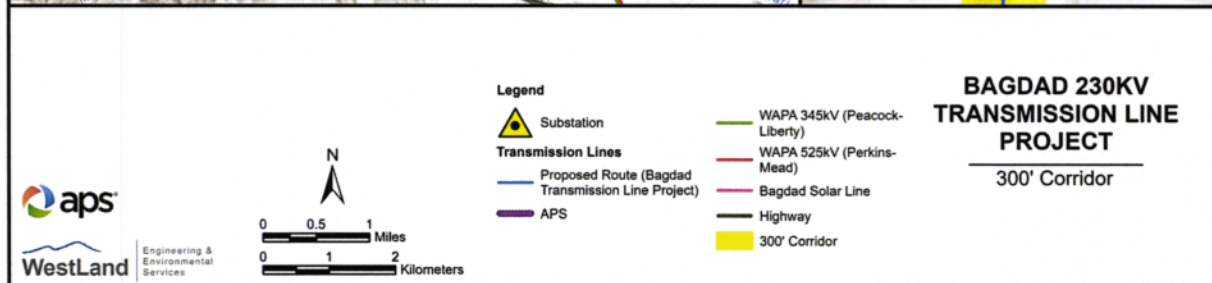 Legend
Substation
Transmission Lines
Proposed Route (Bagdad
Transmission Line Project)
APS
WAPA 345kV (Peacock-
Liberty)
WAPA 525kV (Perkins-
Mead)
Bagdad Solar Line
Highway
300' Corridor
BAGDAD 230KV
TRANSMISSION LINE
PROJECT
300' Corridor
N
0 0.5 1
Miles
0 1 2
Kilometers
aps
WestLand
Engineering &
Environmental
Services